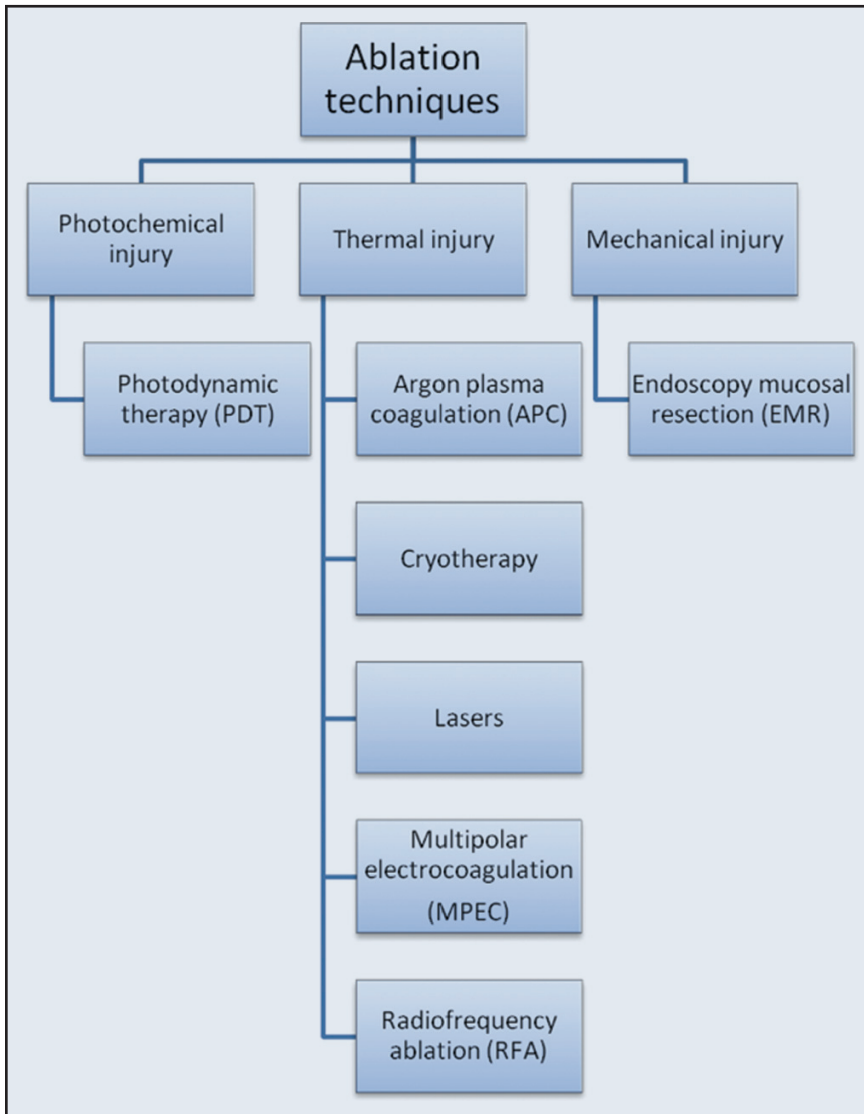 Ablation
techniques
Photochemical
injury
Thermal injury
Mechanical injury
Photodynamic
therapy (PDT)
Argon plasma
coagulation (APC)
Endoscopy mucosal
resection (EMR)
Cryotherapy
Lasers
Multipolar
electrocoagulation
(MPEC)
Radiofrequency
ablation (RFA)